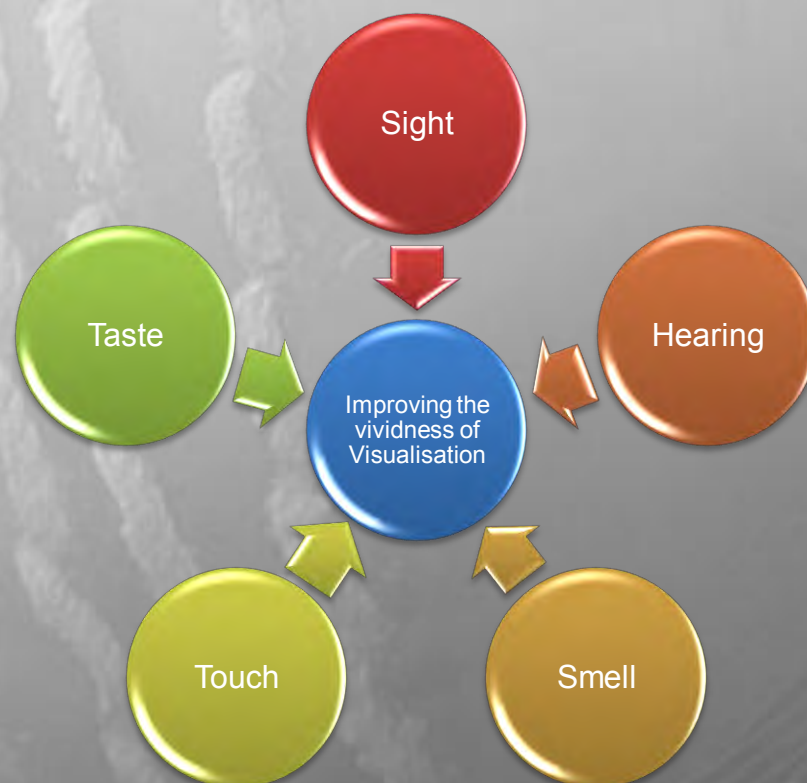 Sight
Taste
Hearing
Improving the
vividness of
Visualisation
Touch
Smell